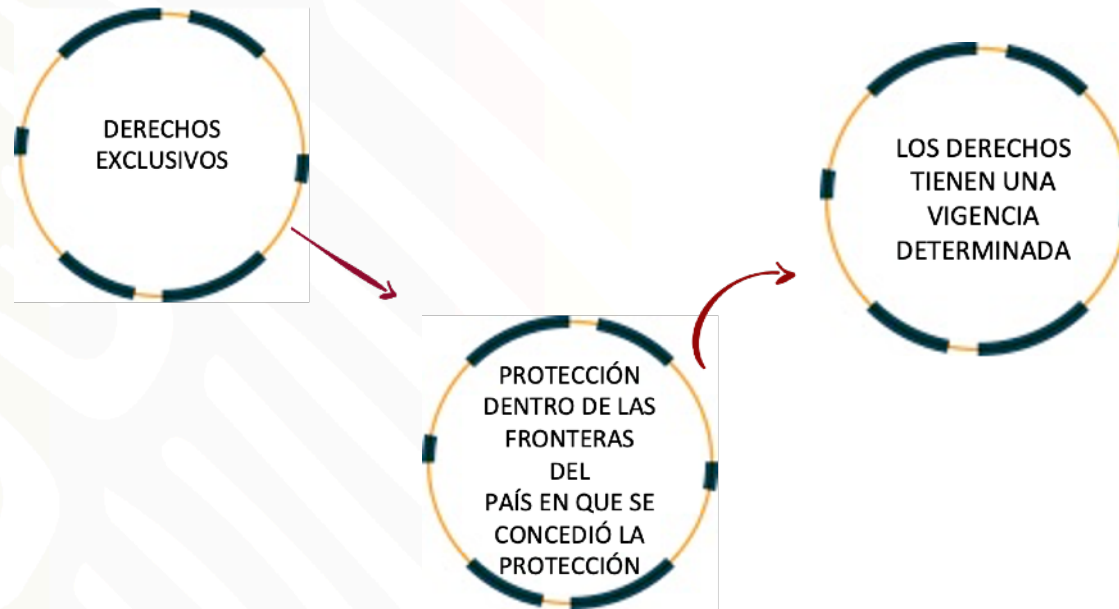 DERECHOS
EXCLUSIVOS
PROTECCIÓN
DENTRO DE LAS
FRONTERAS
DEL
PAÍS EN QUE SE
CONCEDIÓ LA
PROTECCIÓN
LOS DERECHOS
TIENEN UNA
VIGENCIA
DETERMINADA